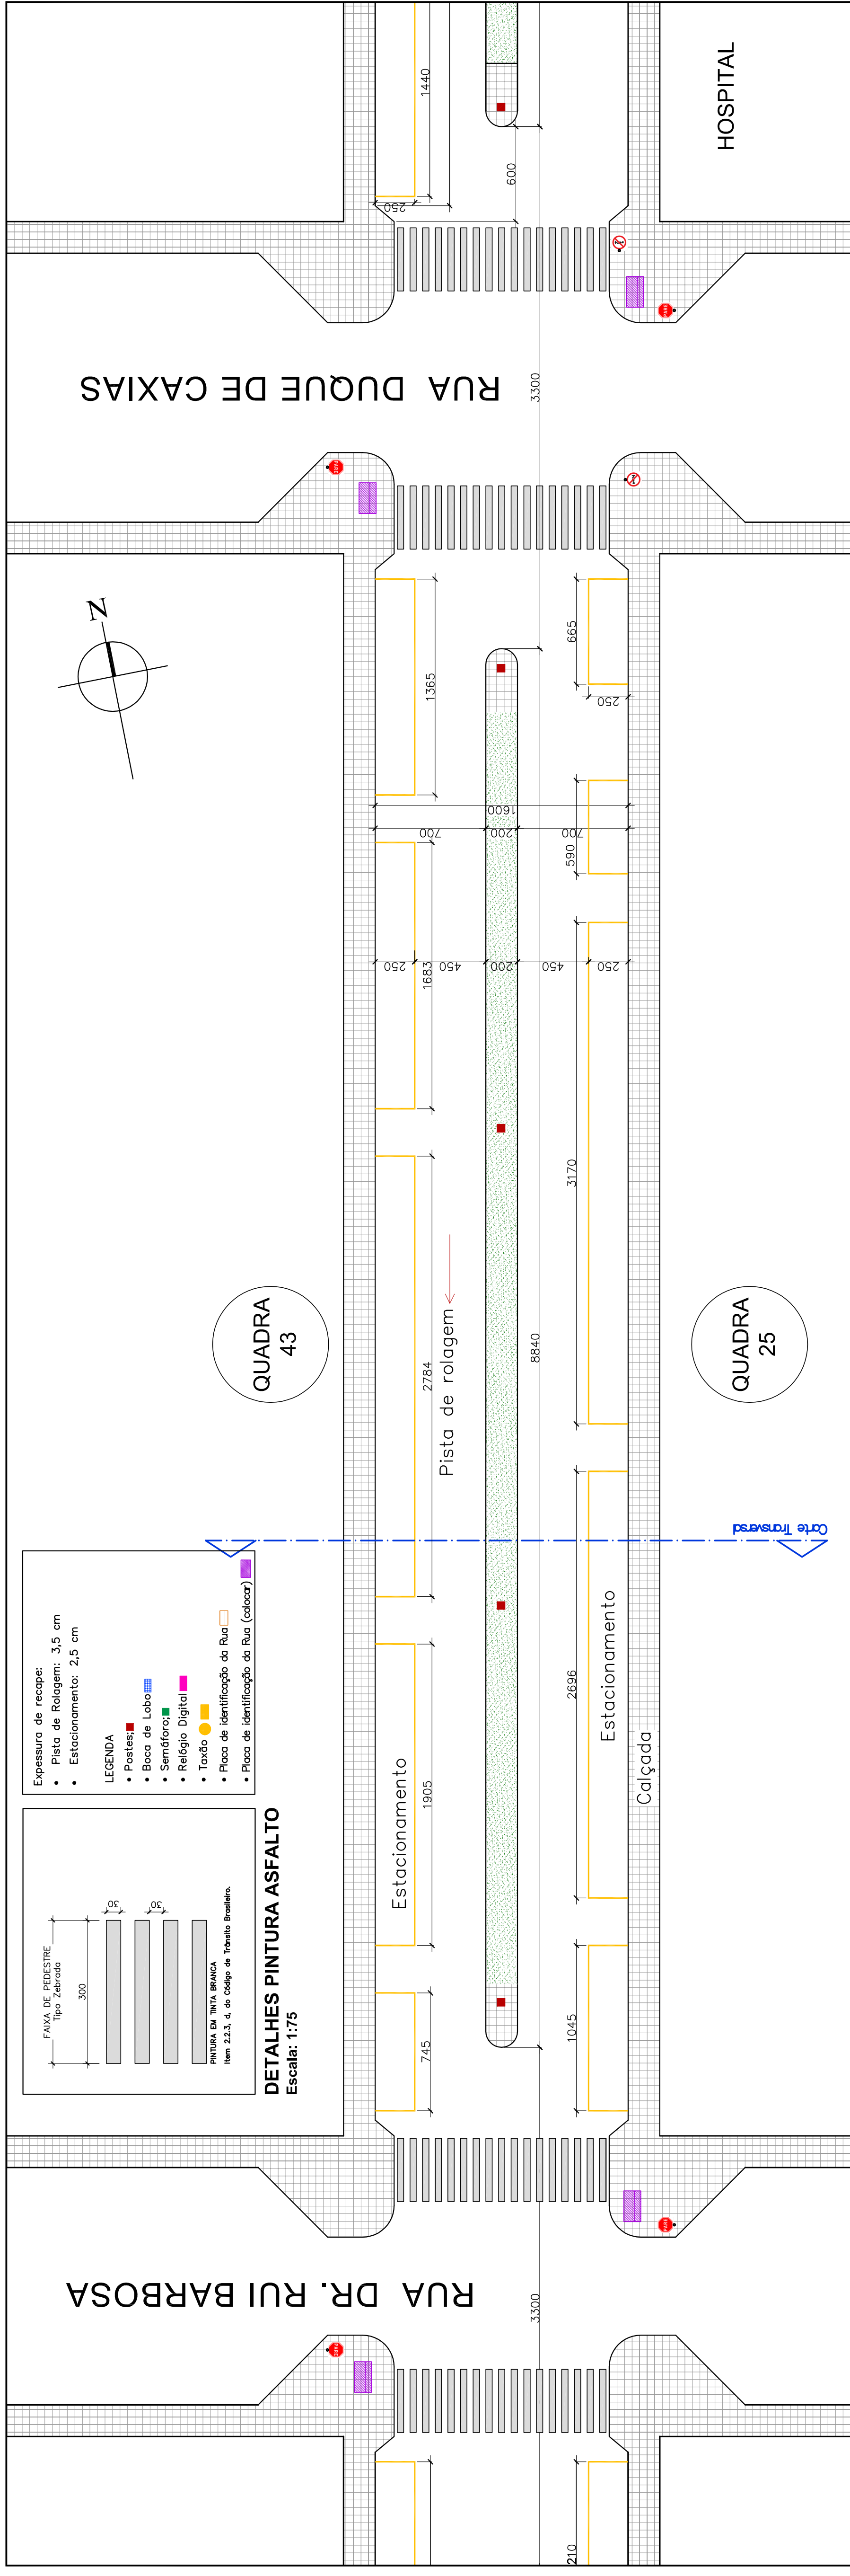 HOSPITAL
1440
250
600
RUA DUQUE DE CAXIAS
3300
N
1365
665
250
1600
700
200
700
590
250
450
200
450
250
1683
3170
QUADRA
43
QUADRA
25
2784
Pista de rolagem
8840
Corte Transversal
Expessura de recape:
• Pista de Rolagem: 3,5 cm
• Estacionamento: 2,5 cm
LEGENDA
• Postes;
• Boca de Lobo
• Semáforo;
• Relógio Digital
• Taxão
• Placa de identificação da Rua
• Placa de identificação da Rua (colocar)
2696
Estacionamento
Calçada
Estacionamento
1905
FAIXA DE PEDESTRE
Tipo Zebrada
300
30
30
PINTURA EM TINTA BRANCA
Item 2.2.3, d, do Código de Trânsito Brasileiro.
DETALHES PINTURA ASFALTO
Escala: 1:75
745
1045
RUA DR. RUI BARBOSA
3300
210